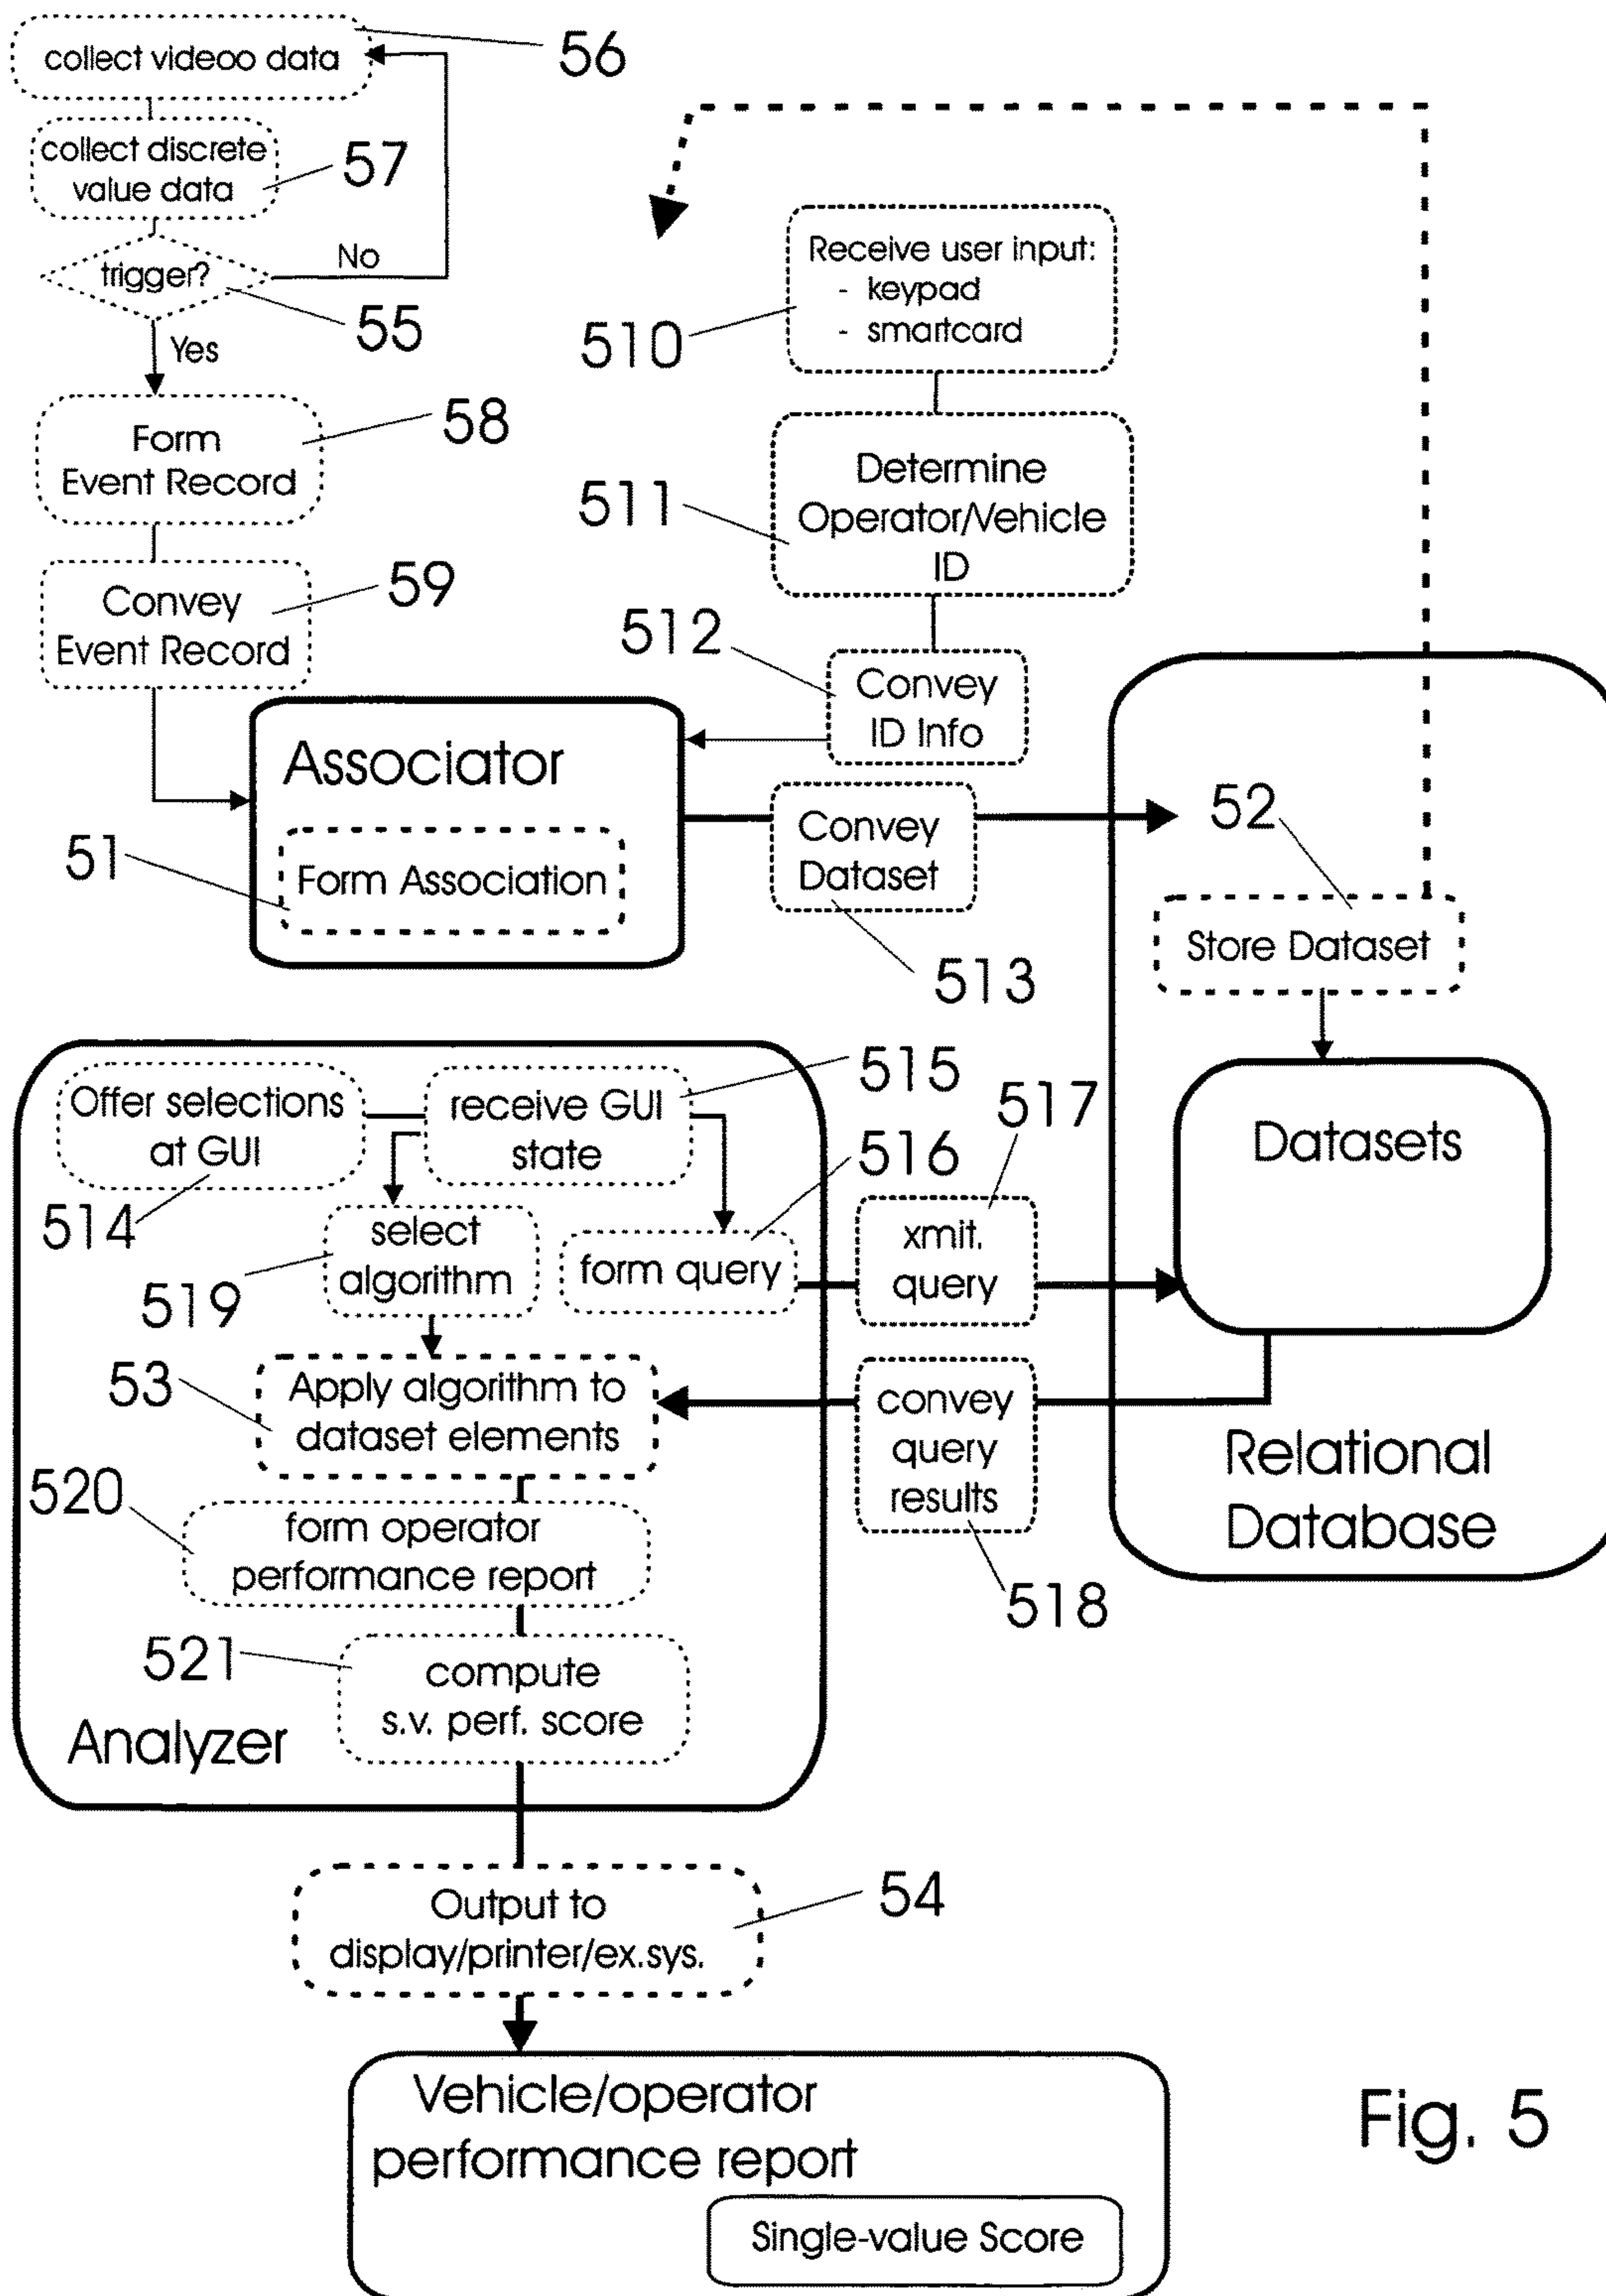 collect videoo data
56
collect discrete
value data
57
trigger?
No
55
Yes
Form
Event Record
58
Convey
Event Record
59
Receive user input:
- keypad
- smartcard
510
Determine
Operator/Vehicle
ID
511
512
Convey
ID Info
Associator
Form Association
51
Convey
Dataset
513
52
Store Dataset
Datasets
Relational
Database
Offer selections
at GUI
514
receive GUI
state
515
516
517
select
algorithm
519
form query
xmit.
query
53
Apply algorithm to
dataset elements
convey
query
results
518
520
form operator
performance report
521
compute
s.v. perf. score
Analyzer
Output to
display/printer/ex.sys.
54
Vehicle/operator
performance report
Single-value Score
Fig. 5